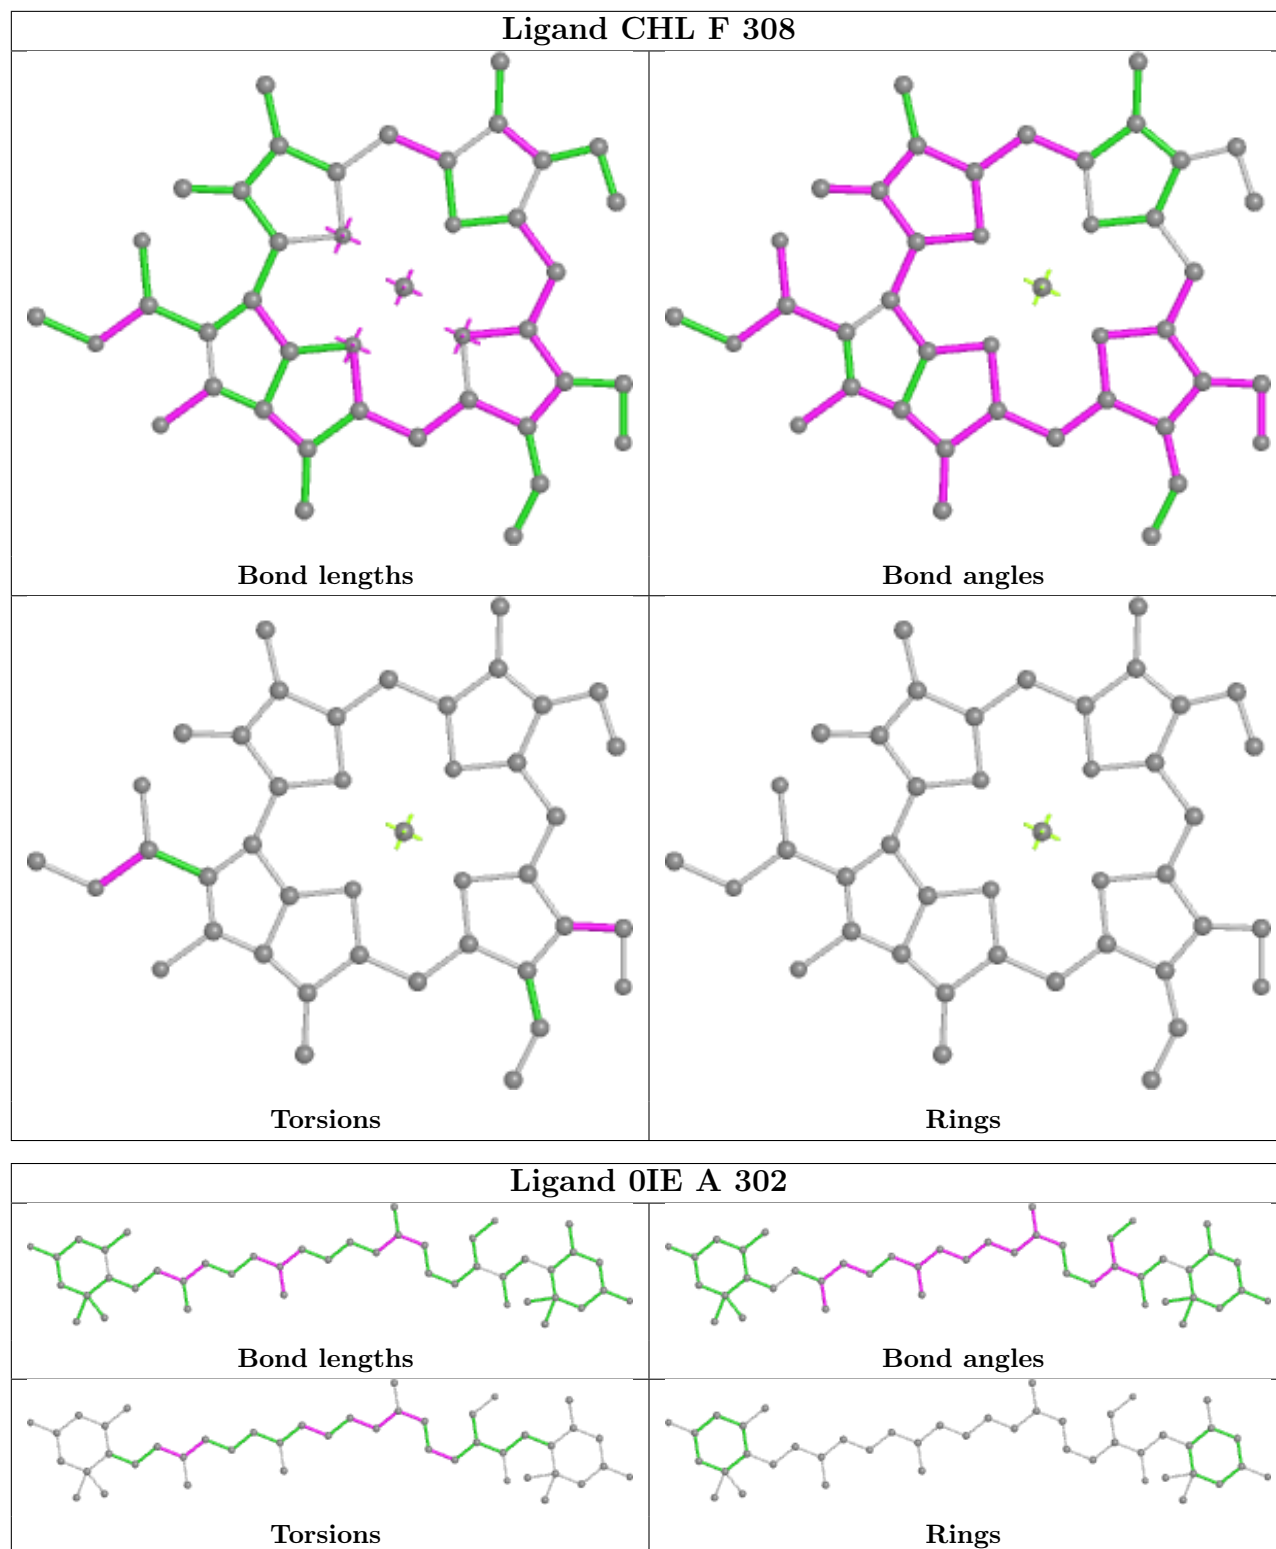 Ligand CHL F 308
Bond lengths
Bond angles
Torsions
Rings
Ligand 0IE A 302
Bond lengths
Bond angles
Torsions
Rings